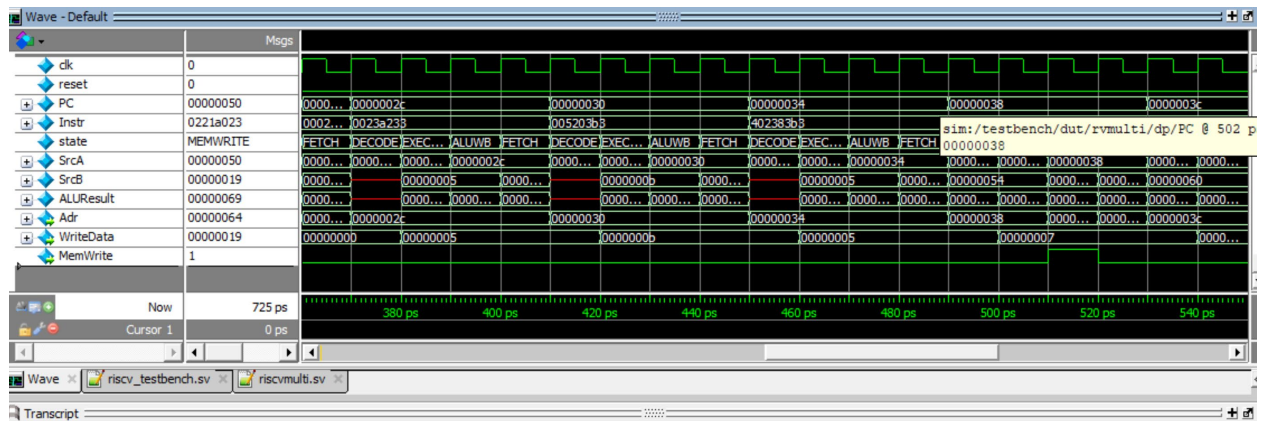 Wave - Default
Msgs
clk 0
reset 0
PC 00000050 0000... 0000002c 00000030 00000034 00000038 0000003c
Instr 0221a023 0002... 0023a233 005203b3 402383b3
sim:/testbench/dut/rvmulti/dp/PC @ 502 p
00000038
state MEMWRITE FETCH DECODE EXEC... ALUWB FETCH DECODE EXEC... ALUWB FETCH DECODE EXEC... ALUWB FETCH
SrcA 00000050 0000... 0000... 0000... 0000002c 0000... 0000... 00000030 0000... 0000... 00000034 0000... 0000... 00000038 0000... 0000...
SrcB 00000019 0000... 00000005 0000... 0000000b 0000... 00000005 0000... 00000054 0000... 0000... 00000060
ALUResult 00000069 0000... 0000... 0000... 0000... 0000... 0000... 0000... 0000... 0000... 0000... 0000... 0000... 0000... 0000... 0000... 0000...
Adr 00000064 0000... 0000002c 00000030 00000034 00000038 0000... 0000... 0000003c
WriteData 00000019 00000000 00000005 0000000b 00000005 00000007 0000...
MemWrite 1
Now 725 ps
380 ps 400 ps 420 ps 440 ps 460 ps 480 ps 500 ps 520 ps 540 ps
Cursor 1 0 ps
Wave riscv_testbench.sv riscvmulti.sv
Transcript